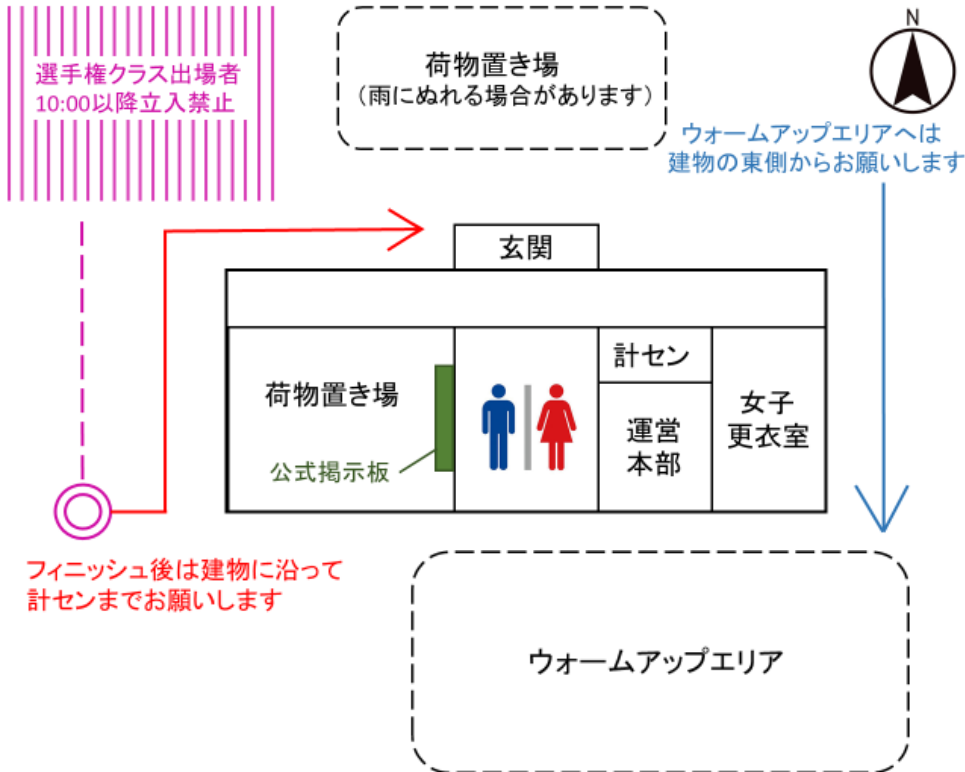 選手権クラス出場者
10:00以降立入禁止
荷物置き場
（雨にぬれる場合があります）
N
ウォームアップエリアへは
建物の東側からお願いします
玄関
荷物置き場
公式掲示板
計セン
運営
本部
女子
更衣室
フィニッシュ後は建物に沿って
計センまでお願いします
ウォームアップエリア